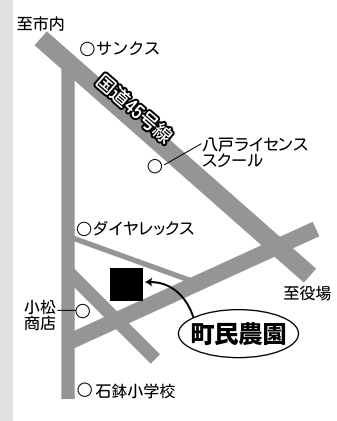 至市内
サンクス
国道45号線
八戸ライセンス
スクール
ダイヤレックス
至役場
小松
商店
町民農園
石鉢小学校